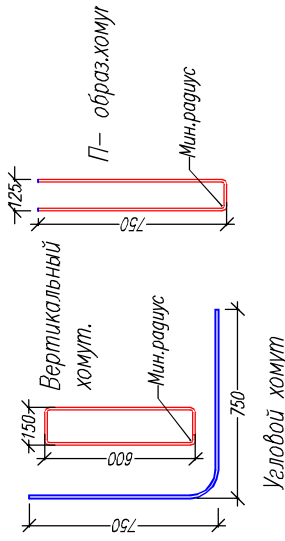 125
П- образ.хомут
750
Мин.радиус
Вертикальный
хомут.
150
600
Мин.радиус
750
750
Угловой хомут